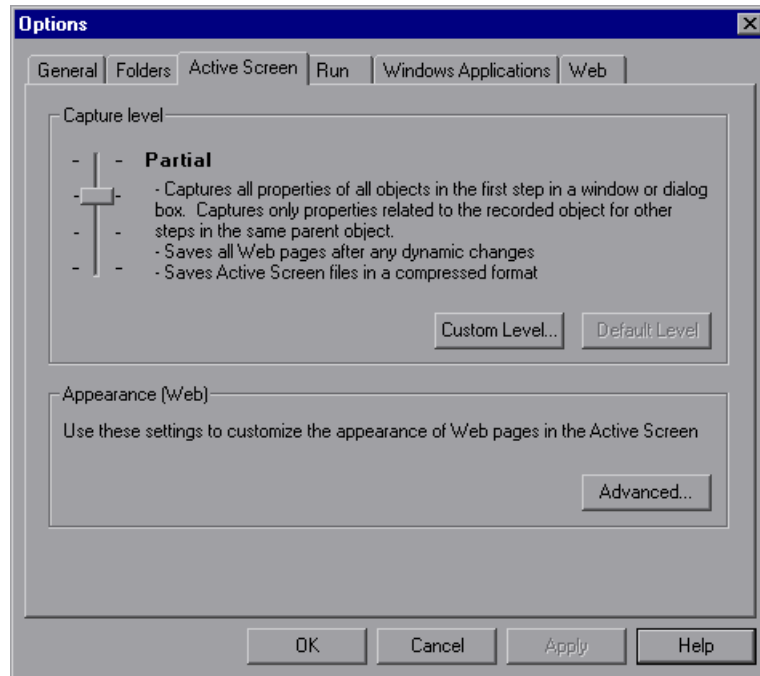 Options
General Folders Active Screen Run Windows Applications Web
Capture level
Partial
- Captures all properties of all objects in the first step in a window or dialog
box. Captures only properties related to the recorded object for other
steps in the same parent object.
- Saves all Web pages after any dynamic changes
- Saves Active Screen files in a compressed format
Custom Level... Default Level
Appearance (Web)
Use these settings to customize the appearance of Web pages in the Active Screen
Advanced...
OK Cancel Apply Help